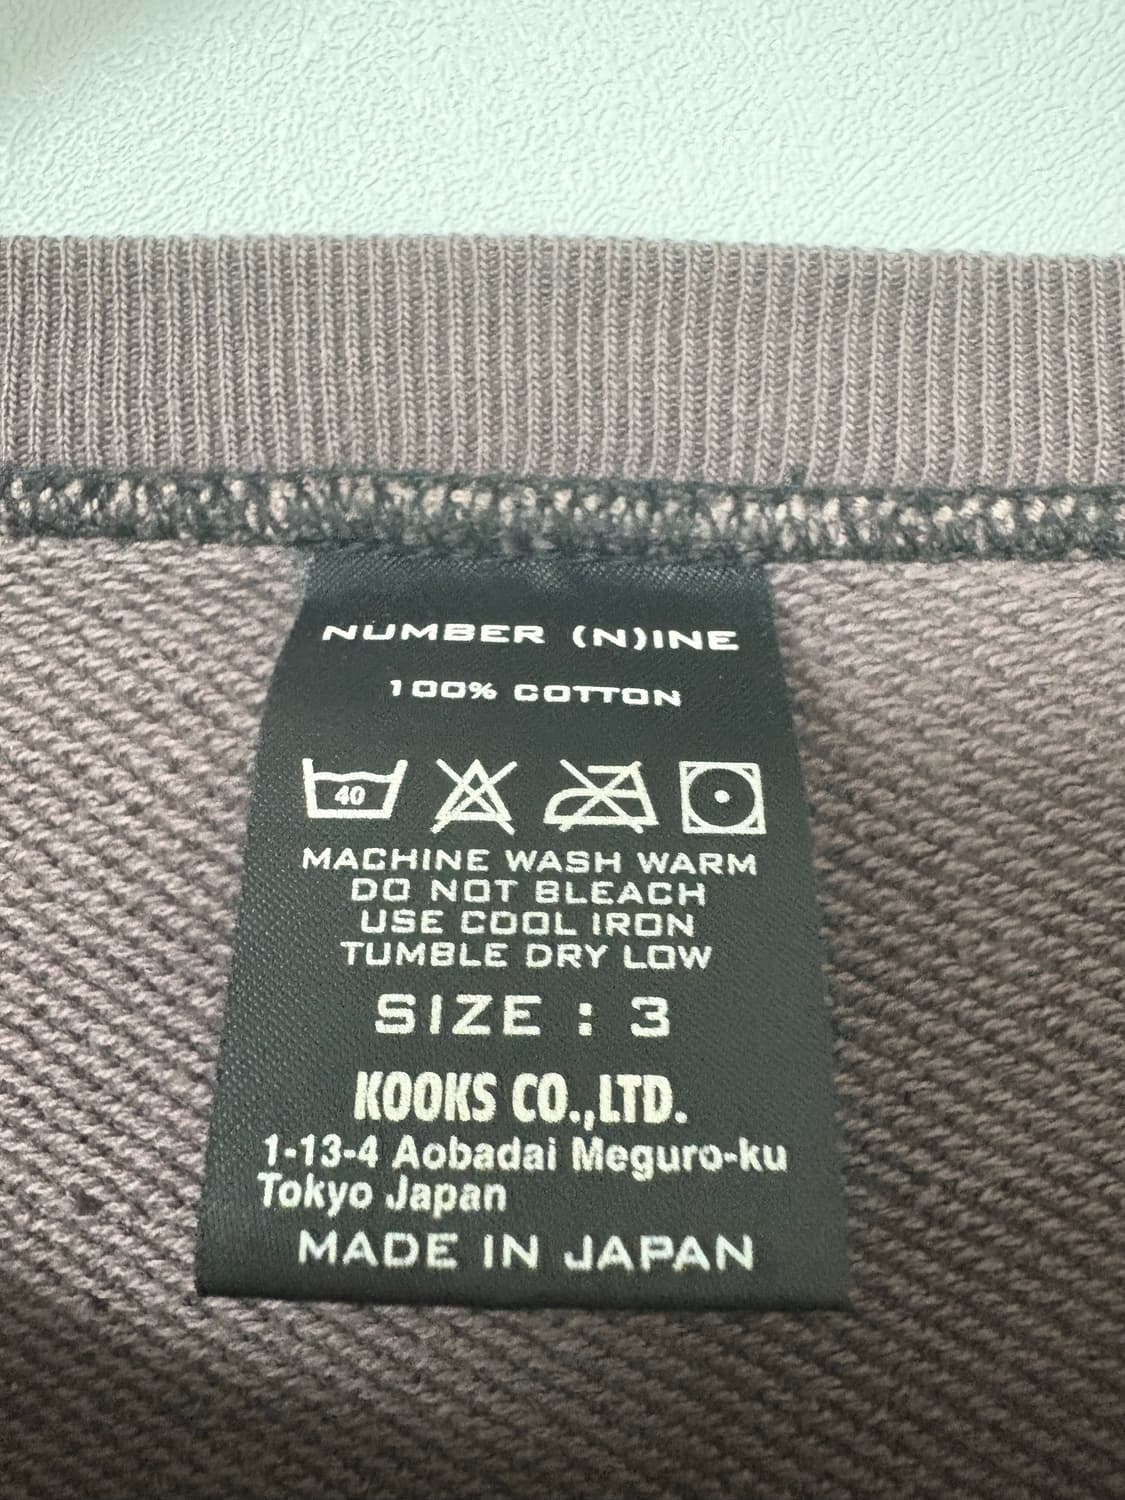 NUMBER (N)INE
100% COTTON
40
MACHINE WASH WARM
DO NOT BLEACH
USE COOL IRON
TUMBLE DRY LOW
SIZE : 3
KOOKS CO.,LTD.
1-13-4 Aobadai Meguro-ku
Tokyo Japan
MADE IN JAPAN